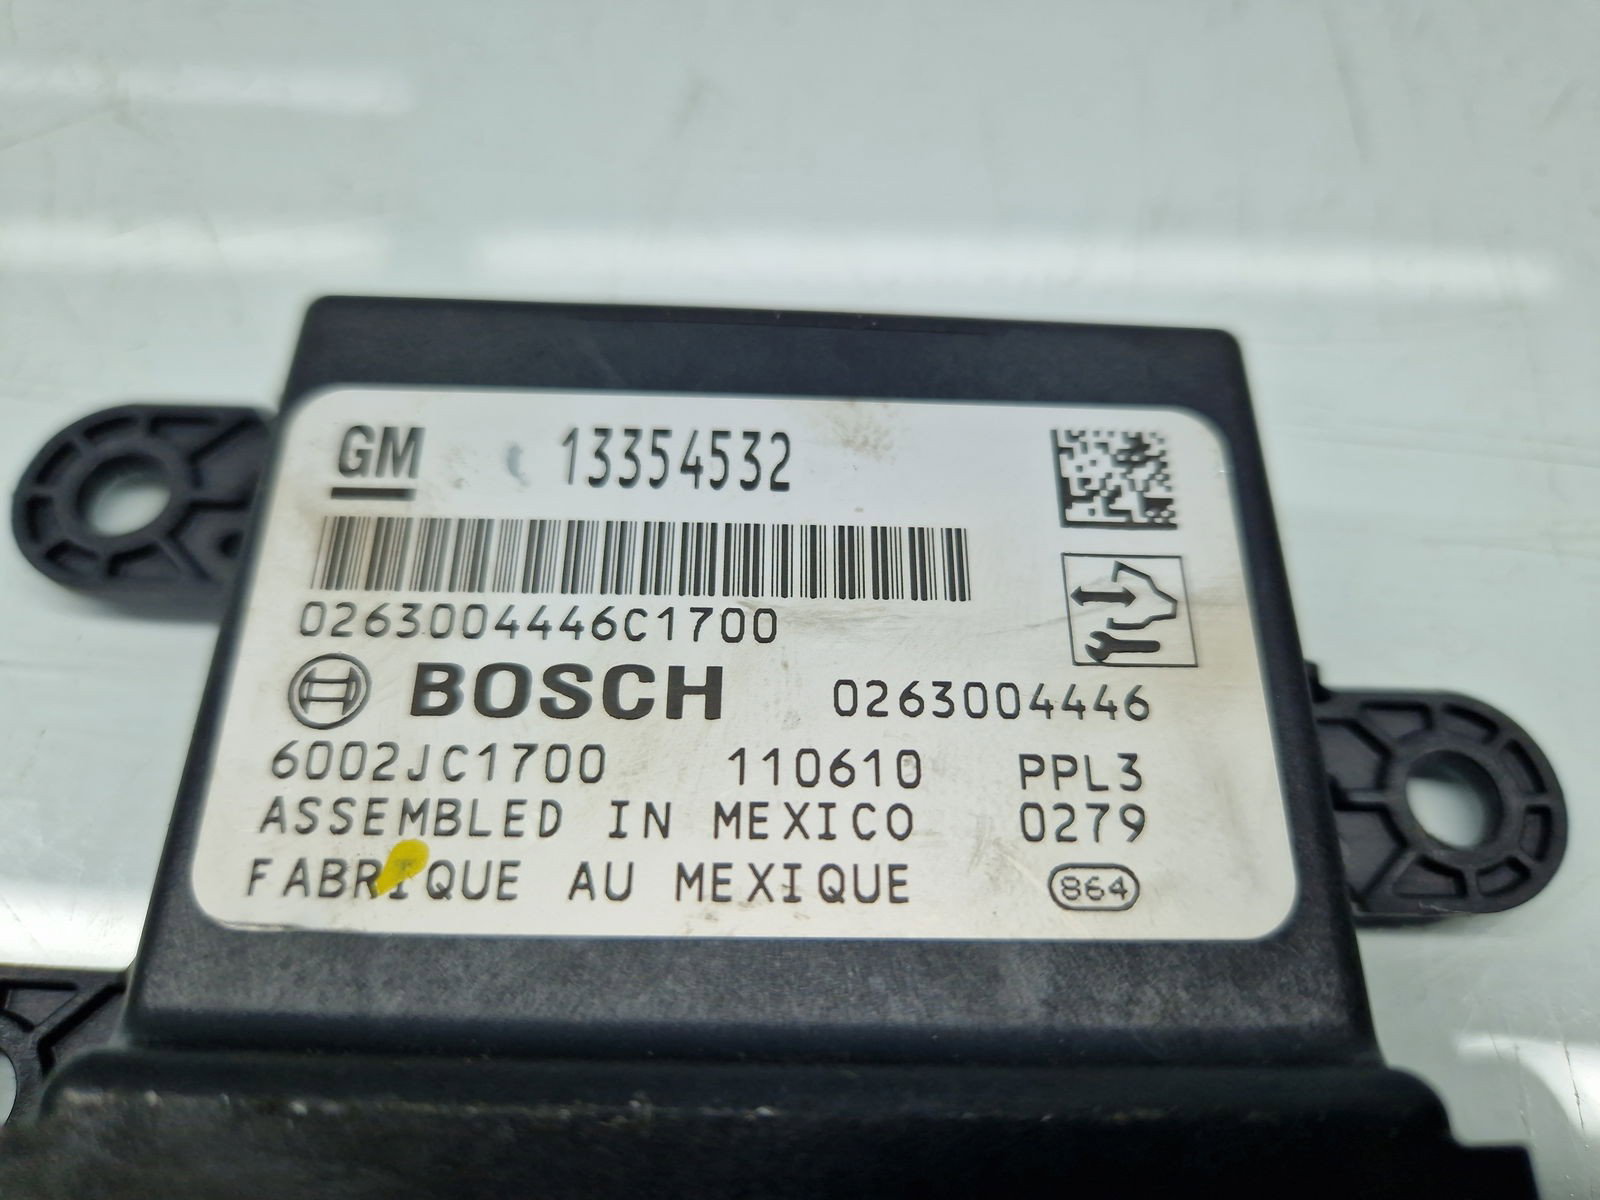 GM 13354532
0263004446C1700
BOSCH 0263004446
6002JC1700 110610 PPL3
ASSEMBLED IN MEXICO 0279
FABRIQUE AU MEXIQUE 864